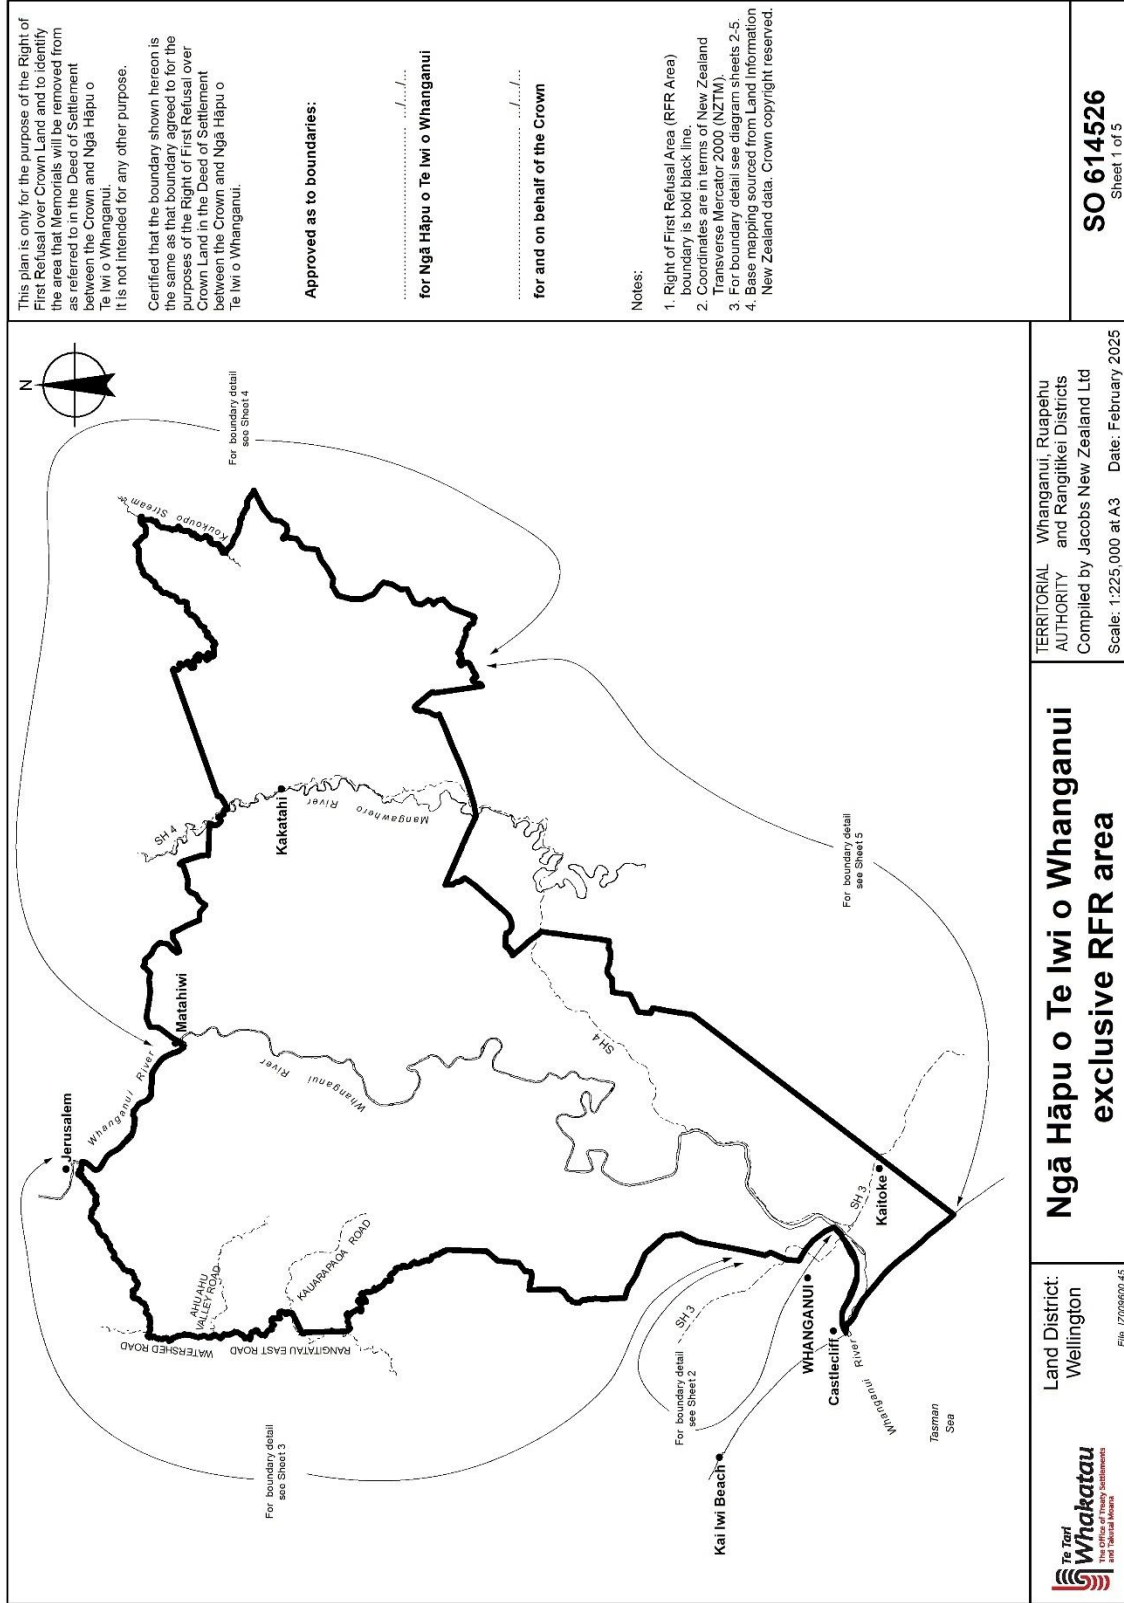 This plan is only for the purpose of the Right of
First Refusal over Crown Land and to identify
the area that Memorials will be removed from
as referred to in the Deed of Settlement
between the Crown and Ngā Hāpu o
Te Iwi o Whanganui.
It is not intended for any other purpose.
Certified that the boundary shown hereon is
the same as that boundary agreed to for the
purposes of the Right of First Refusal over
Crown Land in the Deed of Settlement
between the Crown and Ngā Hāpu o
Te Iwi o Whanganui.
Approved as to boundaries:
.............................. ./..../....
for Ngā Hāpu o Te Iwi o Whanganui
.............................. ./..../....
for and on behalf of the Crown
Notes:
1. Right of First Refusal Area (RFR Area)
boundary is bold black line.
2. Coordinates are in terms of New Zealand
Transverse Mercator 2000 (NZTM).
3. For boundary detail see diagram sheets 2-5.
4. Base mapping sourced from Land Information
New Zealand data. Crown copyright reserved.
SO 614526
Sheet 1 of 5
N
For boundary detail
see Sheet 4
Koukoupo Stream
Jerusalem
Whanganui River
Matahiwi
SH 4
Kakatahi
Mangawhero River
Whanganui River
AHUAHU
VALLEY ROAD
KAUARAPAOA ROAD
WATERSHED ROAD
RANGITATAU EAST ROAD
For boundary detail
see Sheet 3
SH 4
For boundary detail
see Sheet 5
SH 3
For boundary detail
see Sheet 2
Kai Iwi Beach
WHANGANUI
Castlecliff
SH 3
Kaitoke
Whanganui River
Tasman
Sea
Te Tari
Whakatau
The Office of Treaty Settlements
and Takutai Moana
Land District:
Wellington
File: IZ009600.45
Ngā Hāpu o Te Iwi o Whanganui
exclusive RFR area
TERRITORIAL Whanganui, Ruapehu
AUTHORITY and Rangitikei Districts
Compiled by Jacobs New Zealand Ltd
Scale: 1:225,000 at A3 Date: February 2025